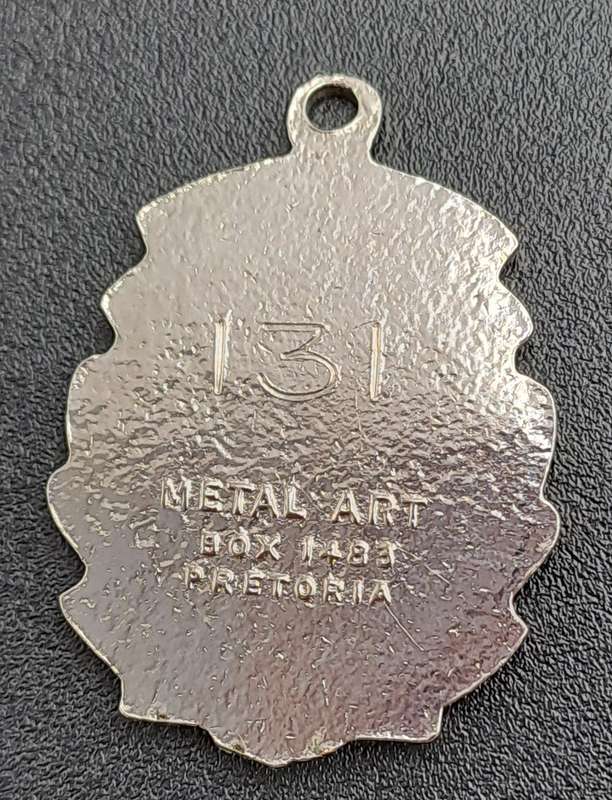 131
METAL ART
BOX 1483
PRETORIA